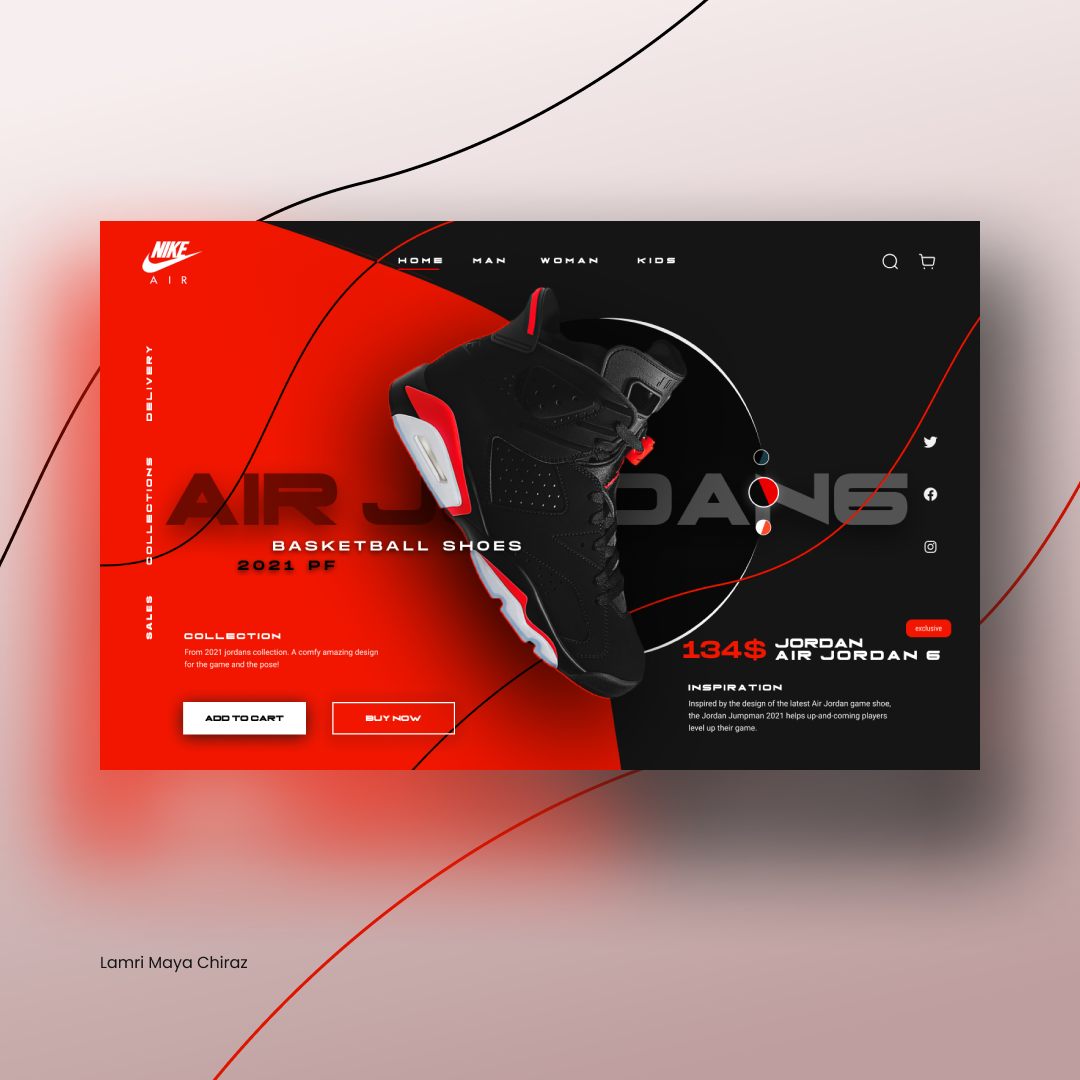 NIKE
AIR
HOME
MAN
WOMAN
KIDS
DELIVERY
COLLECTIONS
SALES
AIR J DAN6
BASKETBALL SHOES
2021 PF
COLLECTION
From 2021 jordans collection. A comfy amazing design
for the game and the pose!
ADD TO CART
BUY NOW
exclusive
134$
JORDAN
AIR JORDAN 6
INSPIRATION
Inspired by the design of the latest Air Jordan game shoe,
the Jordan Jumpman 2021 helps up-and-coming players
level up their game.
Lamri Maya Chiraz